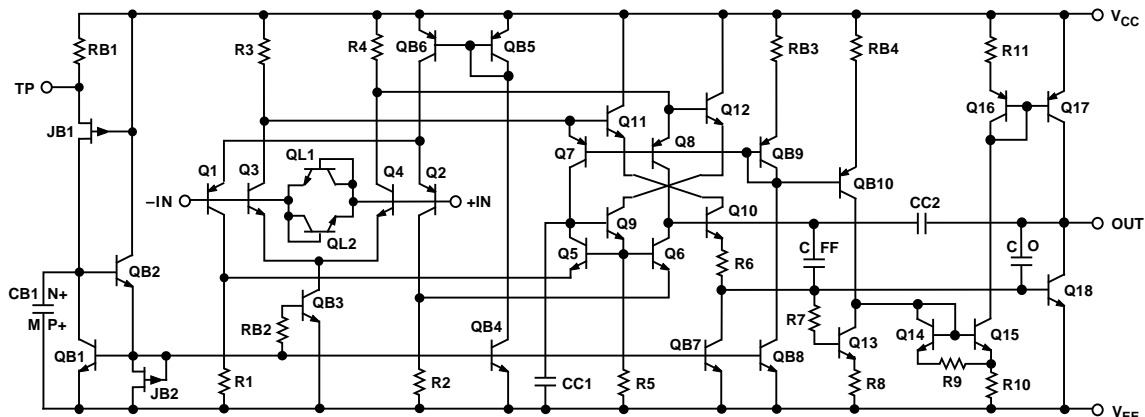 V_CC
RB1
R3
R4
QB6
QB5
RB3
RB4
R11
TP
JB1
Q11
Q12
Q16
Q17
QL1
Q7
Q8
QB9
Q1
Q3
Q4
Q2
QB10
–IN
+IN
CC2
QL2
Q9
Q10
OUT
QB2
Q5
Q6
R6
C FF
C O
CB1 N+
M P+
QB3
RB2
Q18
R7
Q13
Q14
Q15
QB1
QB4
QB7
QB8
JB2
R1
R2
CC1
R5
R8
R9
R10
V_EE